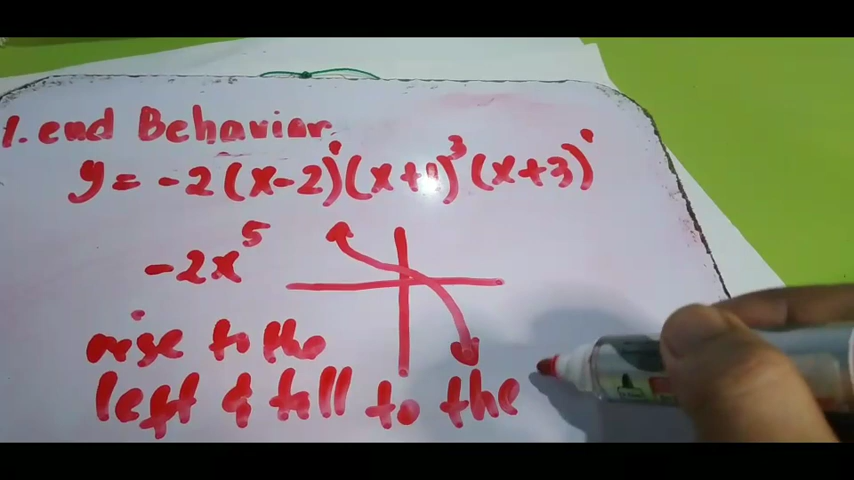 1. end Behavior
y = -2(x-2)(x+1)³(x+3)
-2x⁵
rise to the
left & fall to the